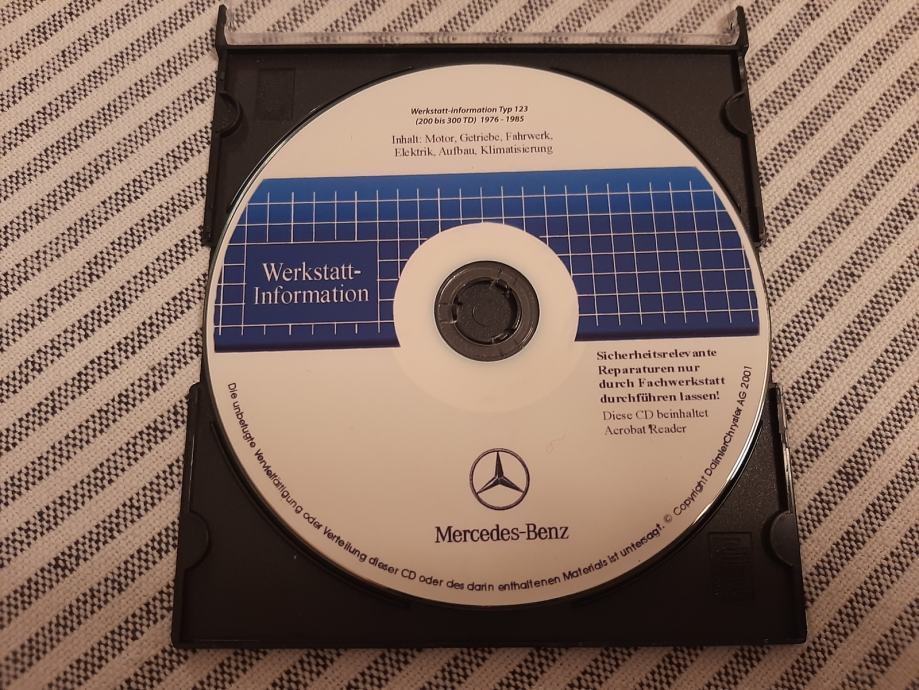 Werkstatt-information Typ 123
(200 bis 300 TD) 1976 - 1985
Inhalt: Motor, Getriebe, Fahrwerk,
Elektrik, Aufbau, Klimatisierung
Werkstatt-
Information
Sicherheitsrelevante
Reparaturen nur
durch Fachwerkstatt
durchführen lassen!
Diese CD beinhaltet
Acrobat Reader
Mercedes-Benz
Die unbefugte Vervielfältigung oder Verteilung dieser CD oder des darin enthaltenen Materials ist untersagt. © Copyright DaimlerChrysler AG 2001